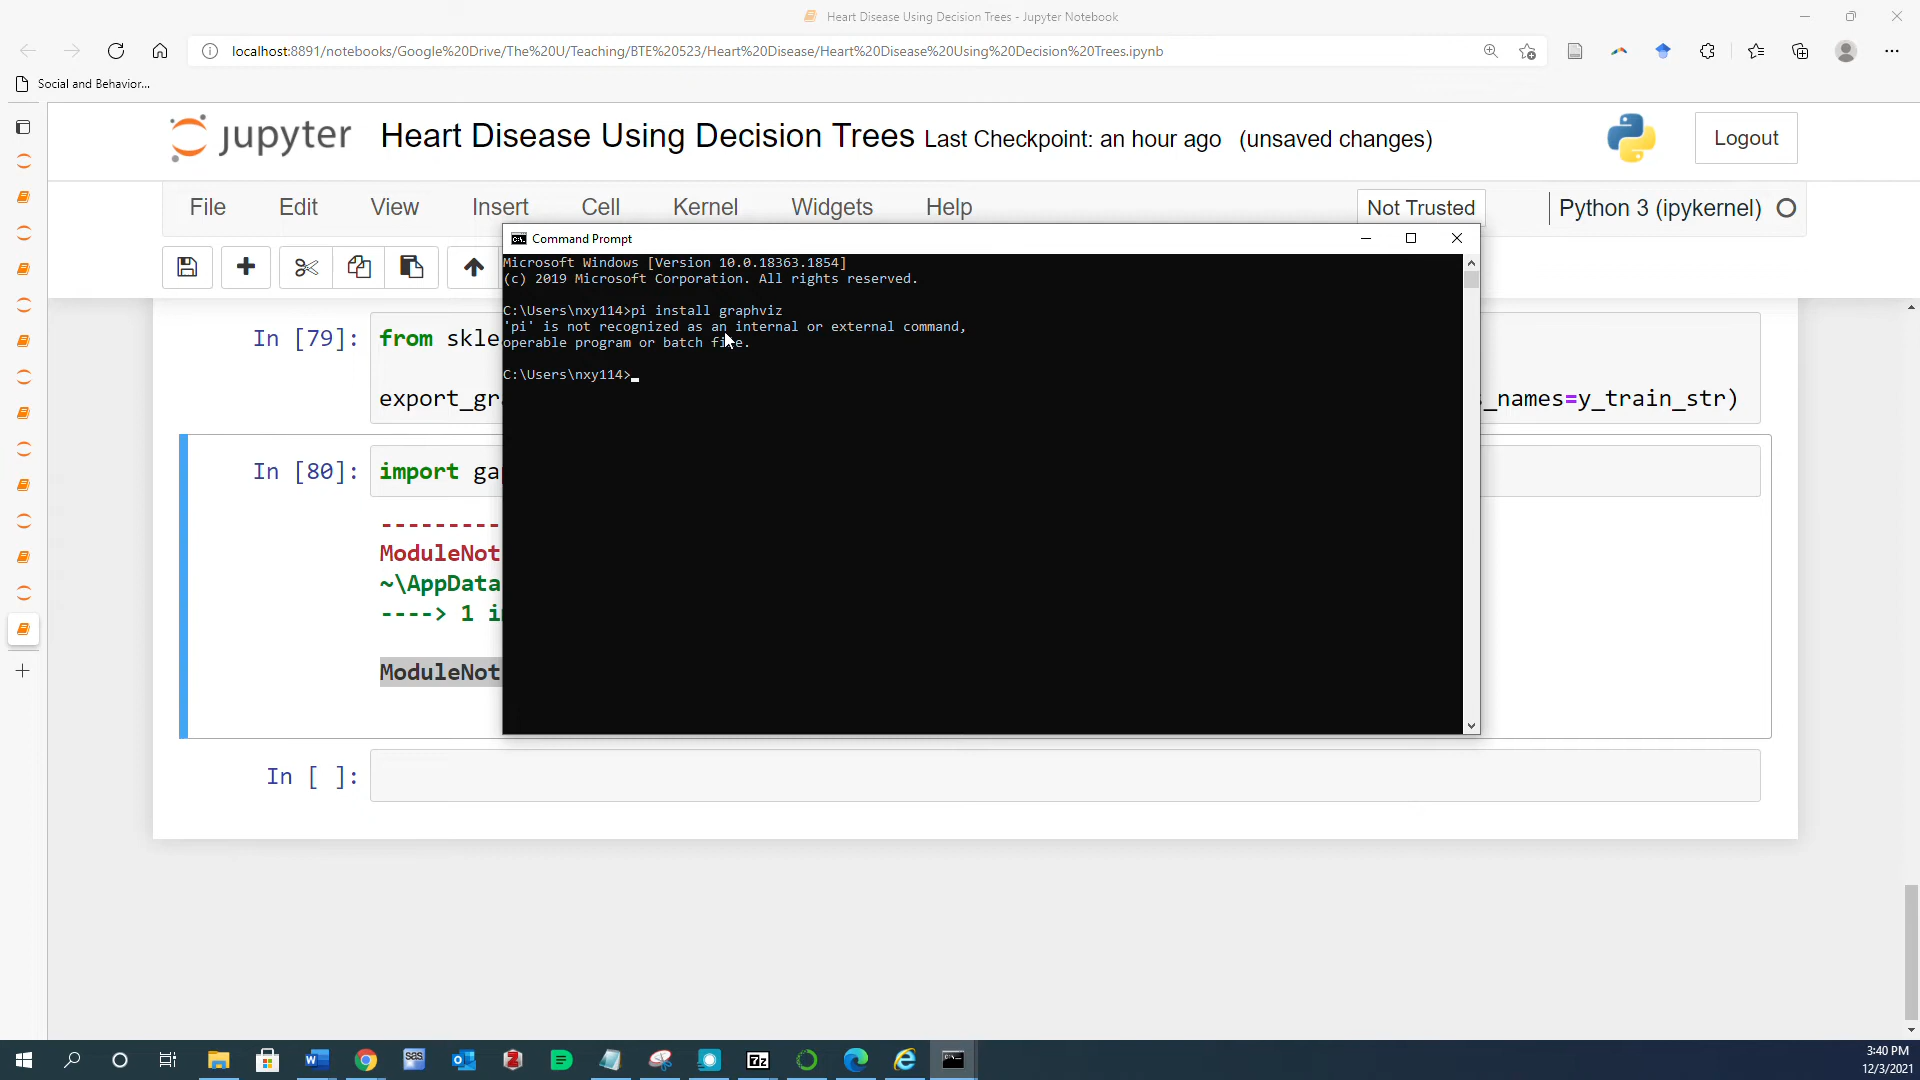 Heart Disease Using Decision Trees - Jupyter Notebook
localhost:8891/notebooks/Google%20Drive/The%20U/Teaching/BTE%20523/Heart%20Disease/Heart%20Disease%20Using%20Decision%20Trees.ipynb
Social and Behavior...
jupyter Heart Disease Using Decision Trees Last Checkpoint: an hour ago (unsaved changes)
Logout
File Edit View Insert Cell Kernel Widgets Help
Not Trusted
Python 3 (ipykernel)
Command Prompt
Microsoft Windows [Version 10.0.18363.1854]
(c) 2019 Microsoft Corporation. All rights reserved.
C:\Users\nxy114>pi install graphviz
'pi' is not recognized as an internal or external command,
operable program or batch file.
C:\Users\nxy114>
In [79]: from sklea
export_gr _names=y_train_str)
In [80]: import ga
----------
ModuleNot
~\AppData
----> 1 i
ModuleNot
In [ ]:
sas
7z
3:40 PM
12/3/2021